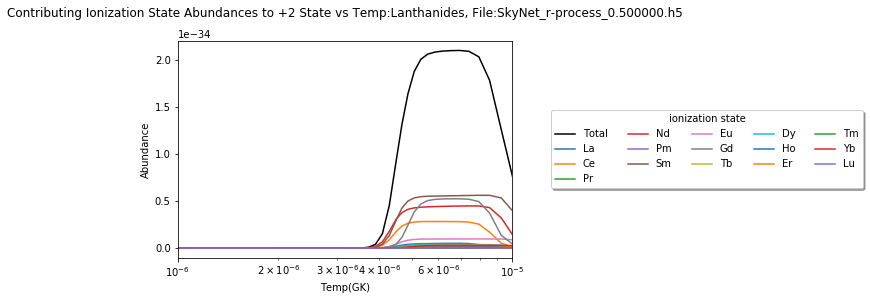 Contributing Ionization State Abundances to +2 State vs Temp:Lanthanides, File:SkyNet_r-process_0.500000.h5
1e−34
2.0
1.5
1.0
0.5
0.0
Abundance
10⁻⁶
2 × 10⁻⁶
3 × 10⁻⁶
4 × 10⁻⁶
6 × 10⁻⁶
10⁻⁵
Temp(GK)
ionization state
Total Nd Eu Dy Tm
La Pm Gd Ho Yb
Ce Sm Tb Er Lu
Pr